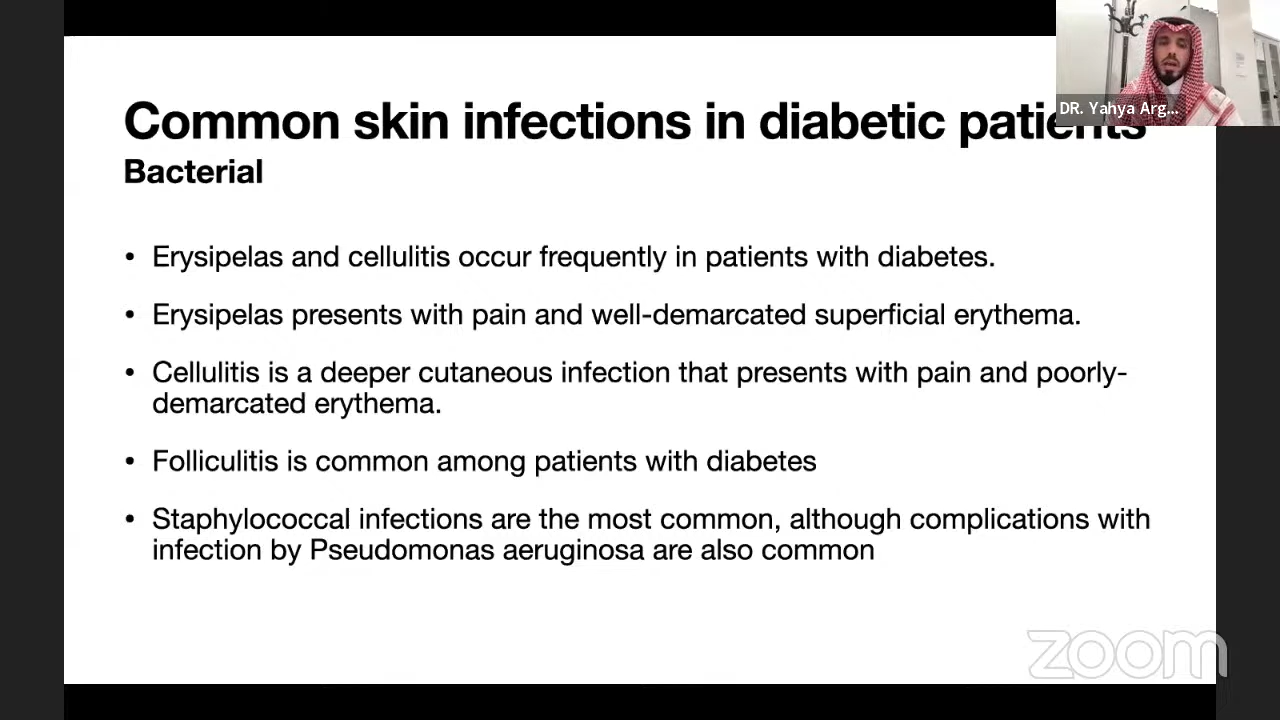 Common skin infections in diabetic patients
Bacterial
• Erysipelas and cellulitis occur frequently in patients with diabetes.
• Erysipelas presents with pain and well-demarcated superficial erythema.
• Cellulitis is a deeper cutaneous infection that presents with pain and poorly-
demarcated erythema.
• Folliculitis is common among patients with diabetes
• Staphylococcal infections are the most common, although complications with
infection by Pseudomonas aeruginosa are also common
DR. Yahya Arg...
zoom